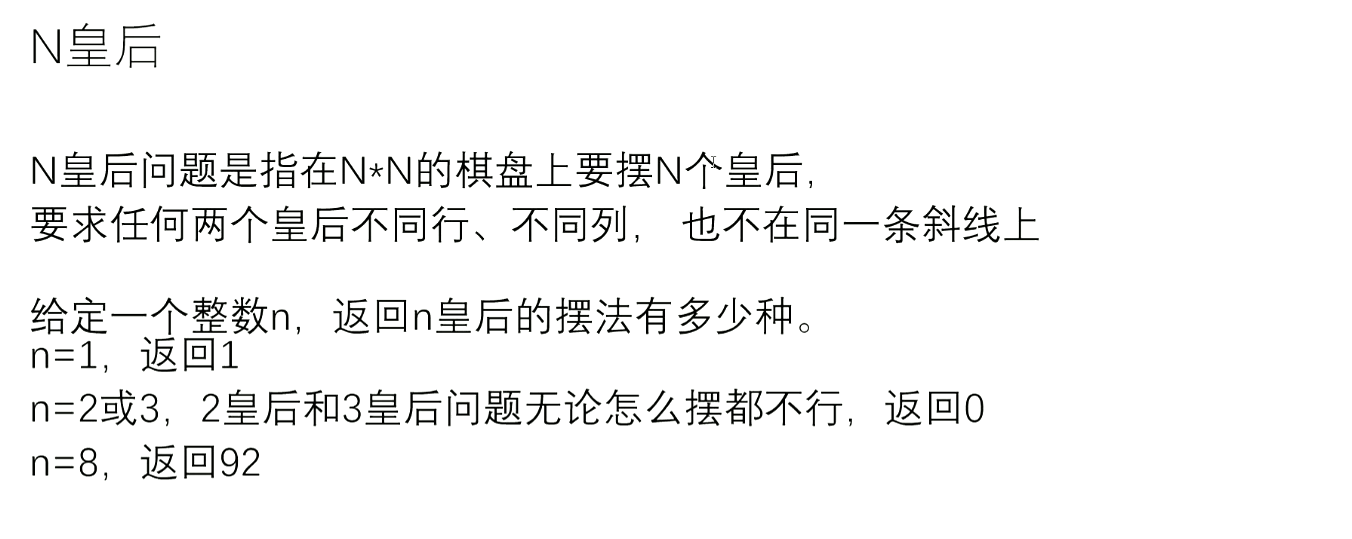 N皇后
N皇后问题是指在N*N的棋盘上要摆N个皇后，
要求任何两个皇后不同行、不同列， 也不在同一条斜线上
给定一个整数n，返回n皇后的摆法有多少种。
n=1，返回1
n=2或3，2皇后和3皇后问题无论怎么摆都不行，返回0
n=8，返回92